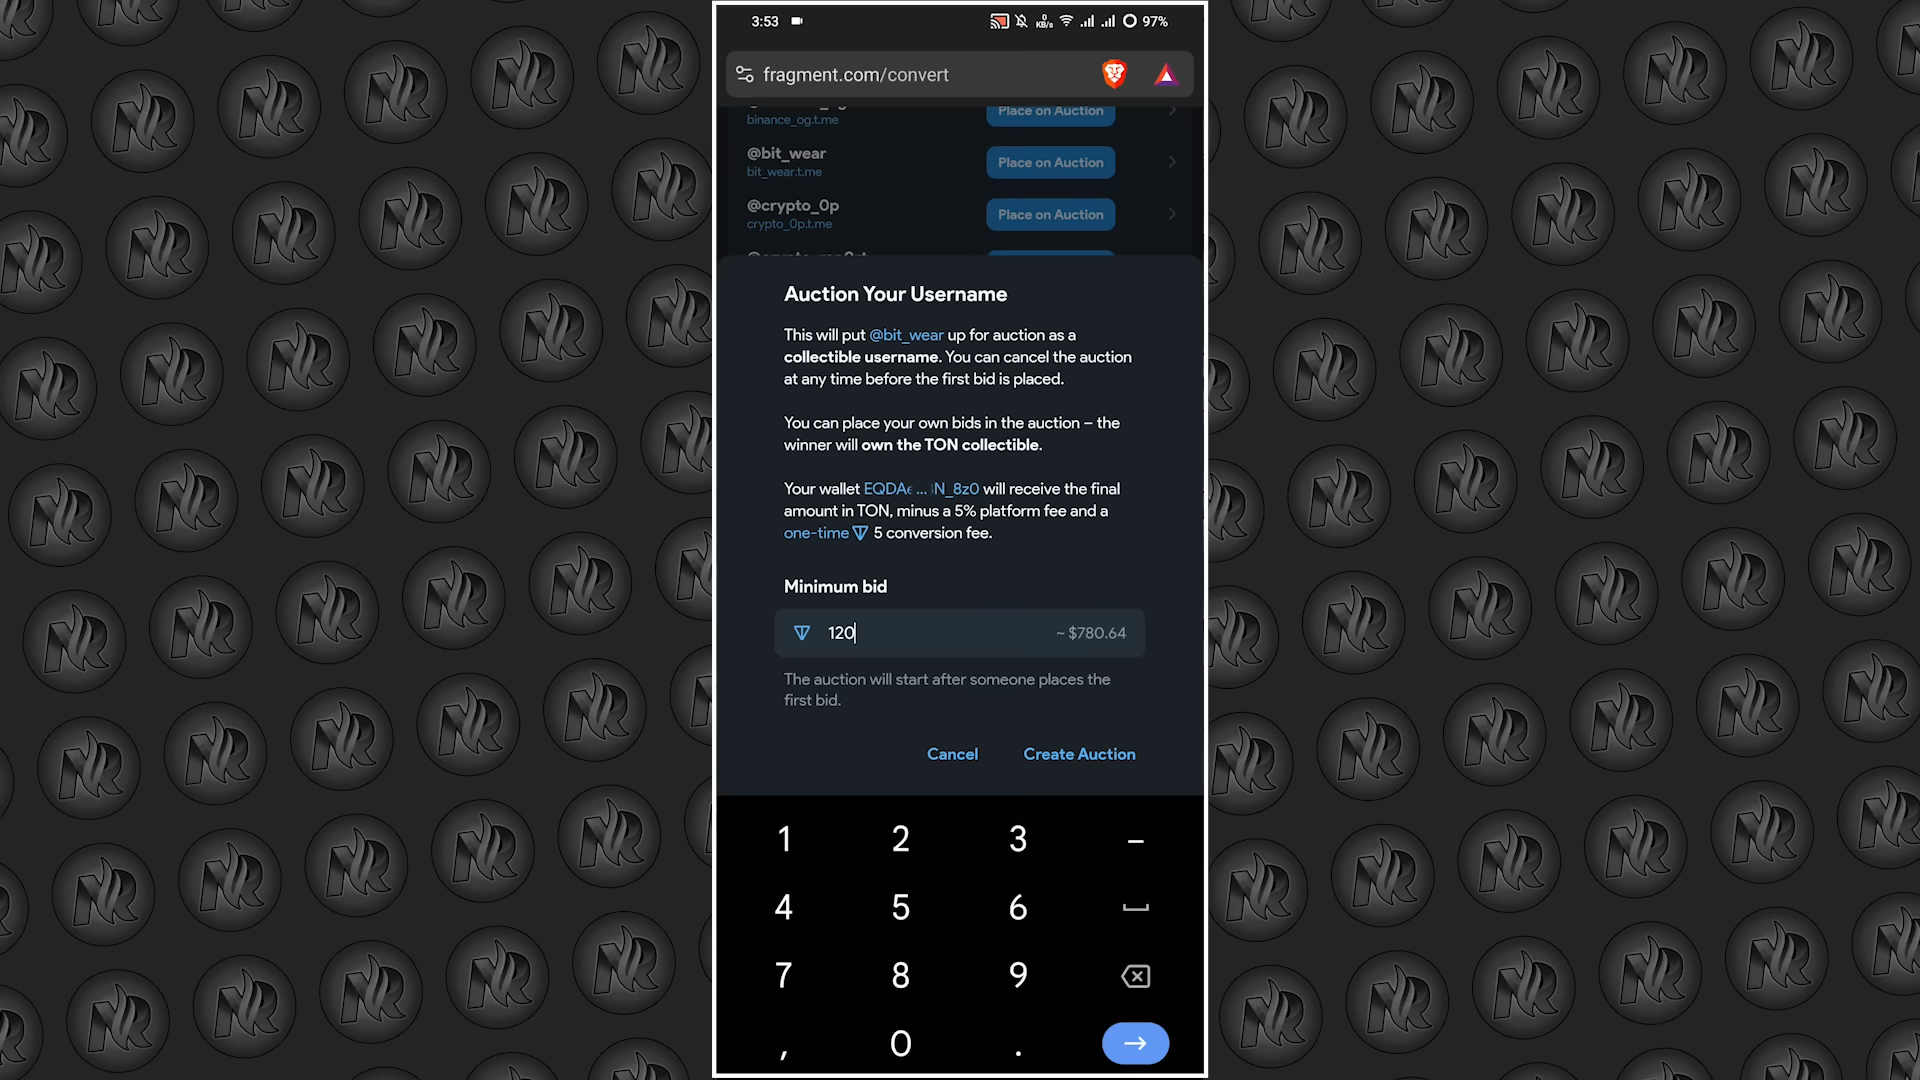 3:53
0 KB/s
97%
fragment.com/convert
binance_og.t.me
Place on Auction
@bit_wear
bit_wear.t.me
Place on Auction
@crypto_0p
crypto_0p.t.me
Place on Auction
Auction Your Username
This will put @bit_wear up for auction as a
collectible username. You can cancel the auction
at any time before the first bid is placed.
You can place your own bids in the auction – the
winner will own the TON collectible.
Your wallet EQDA ... N_8z0 will receive the final
amount in TON, minus a 5% platform fee and a
one-time 5 conversion fee.
Minimum bid
120
~ $780.64
The auction will start after someone places the
first bid.
Cancel
Create Auction
1 2 3 –
4 5 6
7 8 9
, 0 .